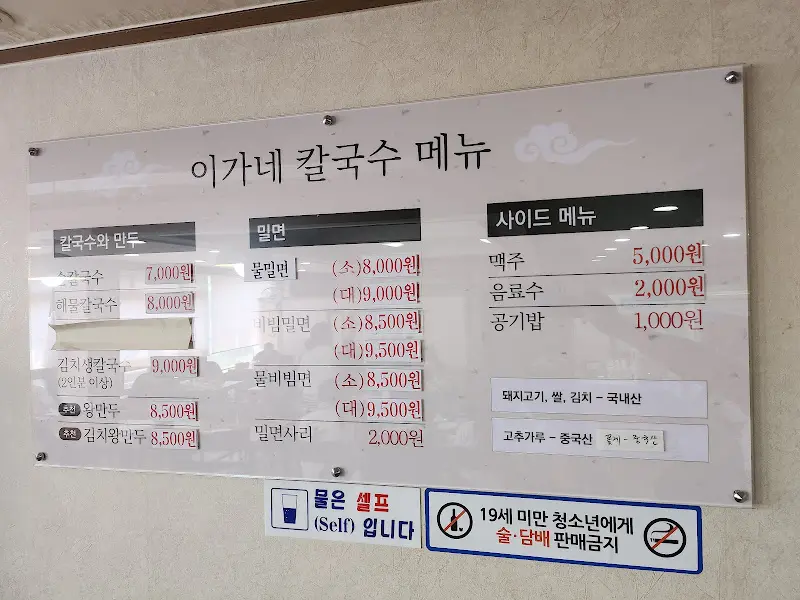 이가네 칼국수 메뉴
칼국수와 만두
손칼국수 7,000원
해물칼국수 8,000원
김치생칼국수 9,000원
(2인분 이상)
추천 왕만두 8,500원
추천 김치왕만두 8,500원
밀면
물밀면 (소)8,000원
(대)9,000원
비빔밀면 (소)8,500원
(대)9,500원
물비빔면 (소)8,500원
(대)9,500원
밀면사리 2,000원
사이드 메뉴
맥주 5,000원
음료수 2,000원
공기밥 1,000원
돼지고기, 쌀, 김치 – 국내산
고추가루 – 중국산 꽃게 - 중국산
물은 셀프
(Self) 입니다
19세 미만 청소년에게
술·담배 판매금지